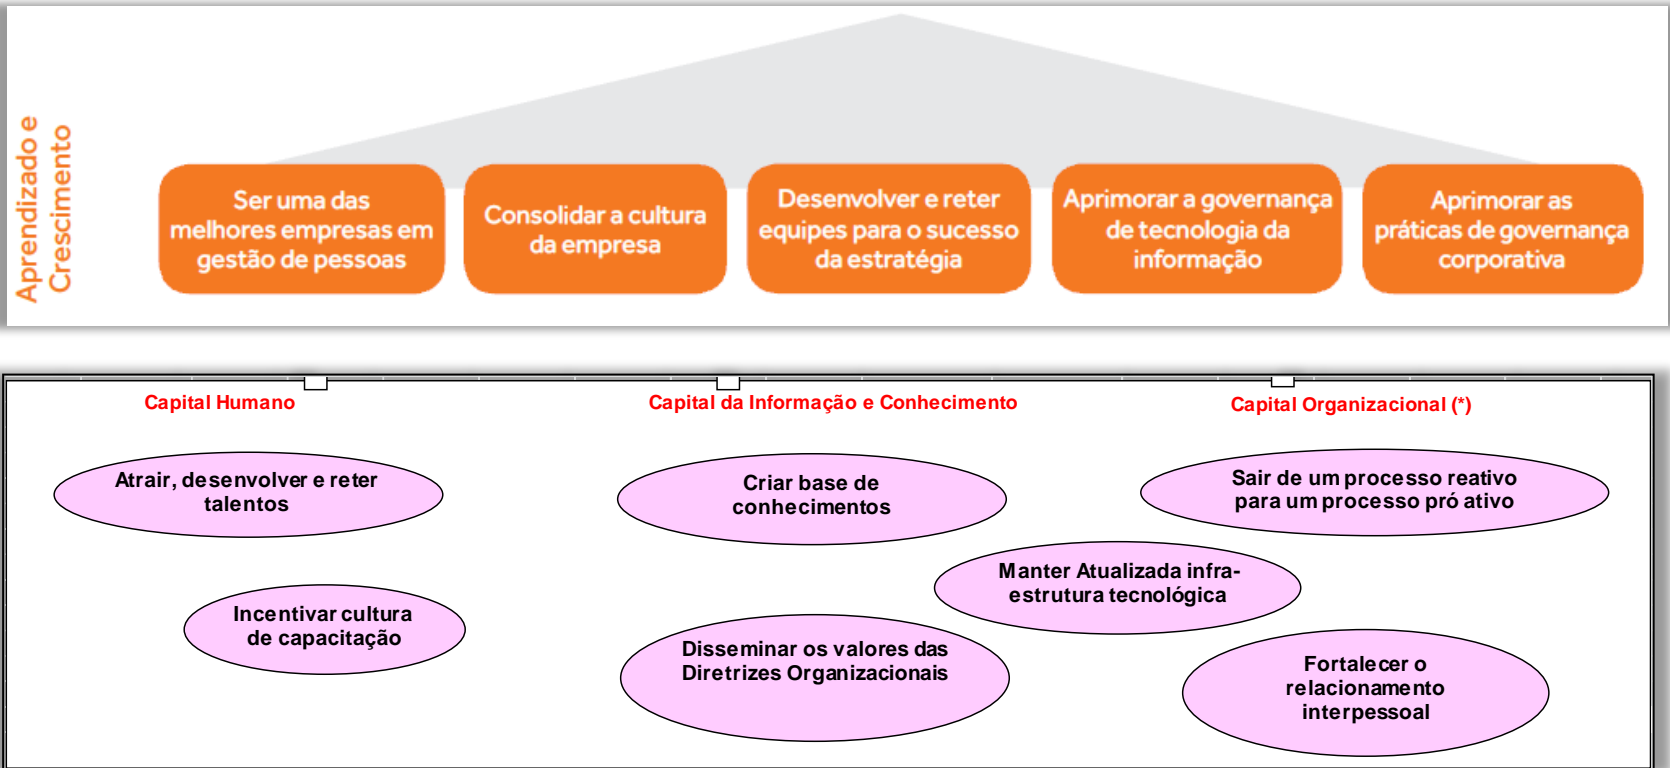 Aprendizado e
Crescimento
Ser uma das
melhores empresas em
gestão de pessoas
Consolidar a cultura
da empresa
Desenvolver e reter
equipes para o sucesso
da estratégia
Aprimorar a governança
de tecnologia da
informação
Aprimorar as
práticas de governança
corporativa
Capital Humano
Capital da Informação e Conhecimento
Capital Organizacional (*)
Atrair, desenvolver e reter
talentos
Incentivar cultura
de capacitação
Criar base de
conhecimentos
Disseminar os valores das
Diretrizes Organizacionais
Manter Atualizada infra-
estrutura tecnológica
Sair de um processo reativo
para um processo pró ativo
Fortalecer o
relacionamento
interpessoal